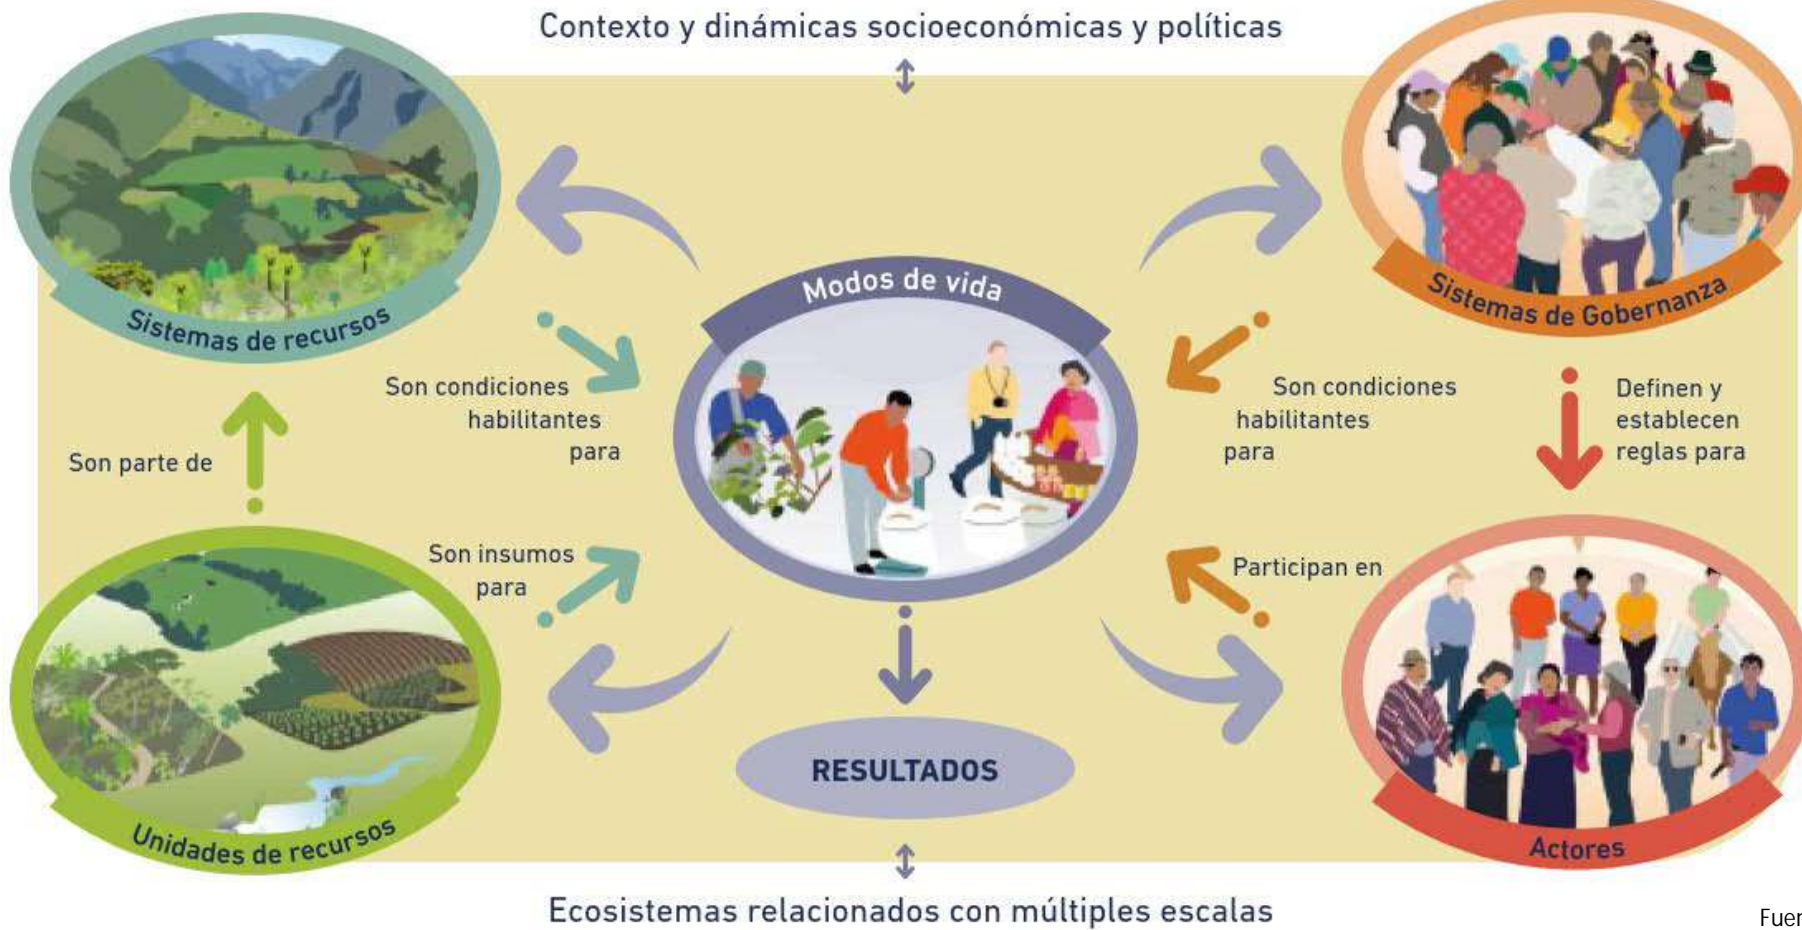 Contexto y dinámicas socioeconómicas y políticas
Sistemas de recursos
Modos de vida
Sistemas de Gobernanza
Son condiciones
habilitantes
para
Son condiciones
habilitantes
para
Definen y
establecen
reglas para
Son parte de
Son insumos
para
Participan en
RESULTADOS
Unidades de recursos
Actores
Ecosistemas relacionados con múltiples escalas